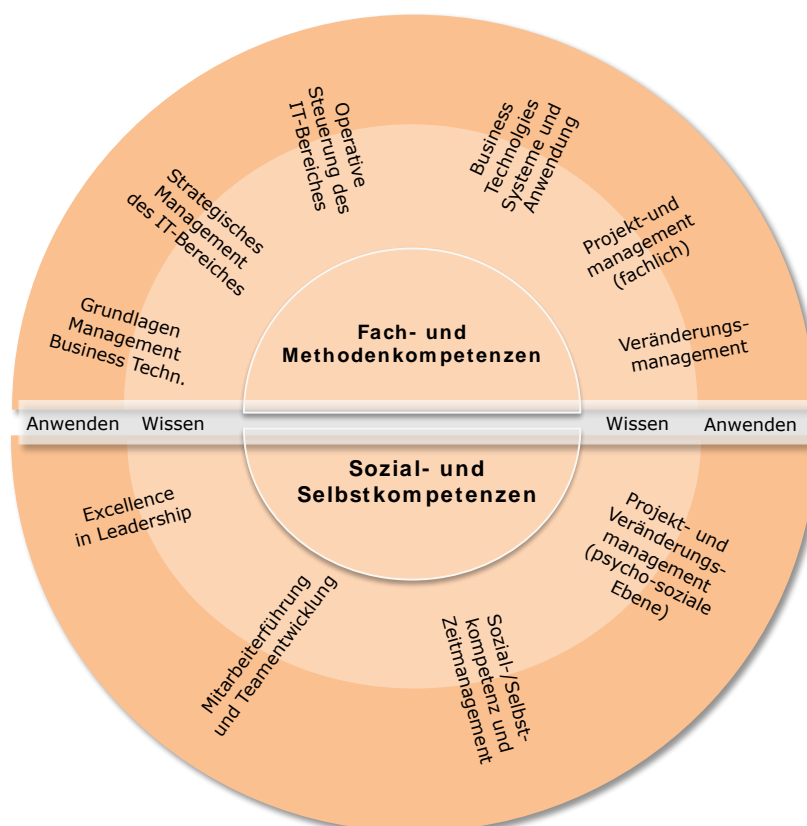 Operative
Steuerung des
IT-Bereiches
Business
Technolgies
Systeme und
Anwendung
Strategisches
Management
des IT-Bereiches
Projekt-und
management
(fachlich)
Grundlagen
Management
Business Techn.
Fach- und
Methodenkompetenzen
Veränderungs-
management
Anwenden Wissen Wissen Anwenden
Sozial- und
Selbstkompetenzen
Excellence
in Leadership
Projekt- und
Veränderungs-
management
(psycho-soziale
Ebene)
Mitarbeiterführung
und Teamentwicklung
Sozial-/Selbst-
kompetenz und
Zeitmanagement